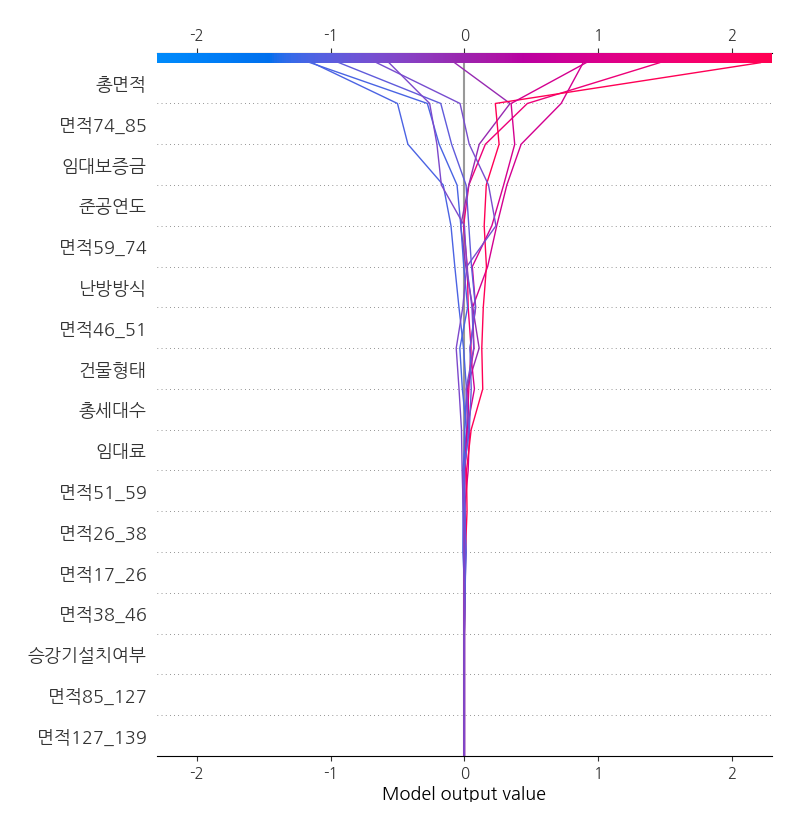 -2 -1 0 1 2
총면적
면적74_85
임대보증금
준공연도
면적59_74
난방방식
면적46_51
건물형태
총세대수
임대료
면적51_59
면적26_38
면적17_26
면적38_46
승강기설치여부
면적85_127
면적127_139
-2 -1 0 1 2
Model output value